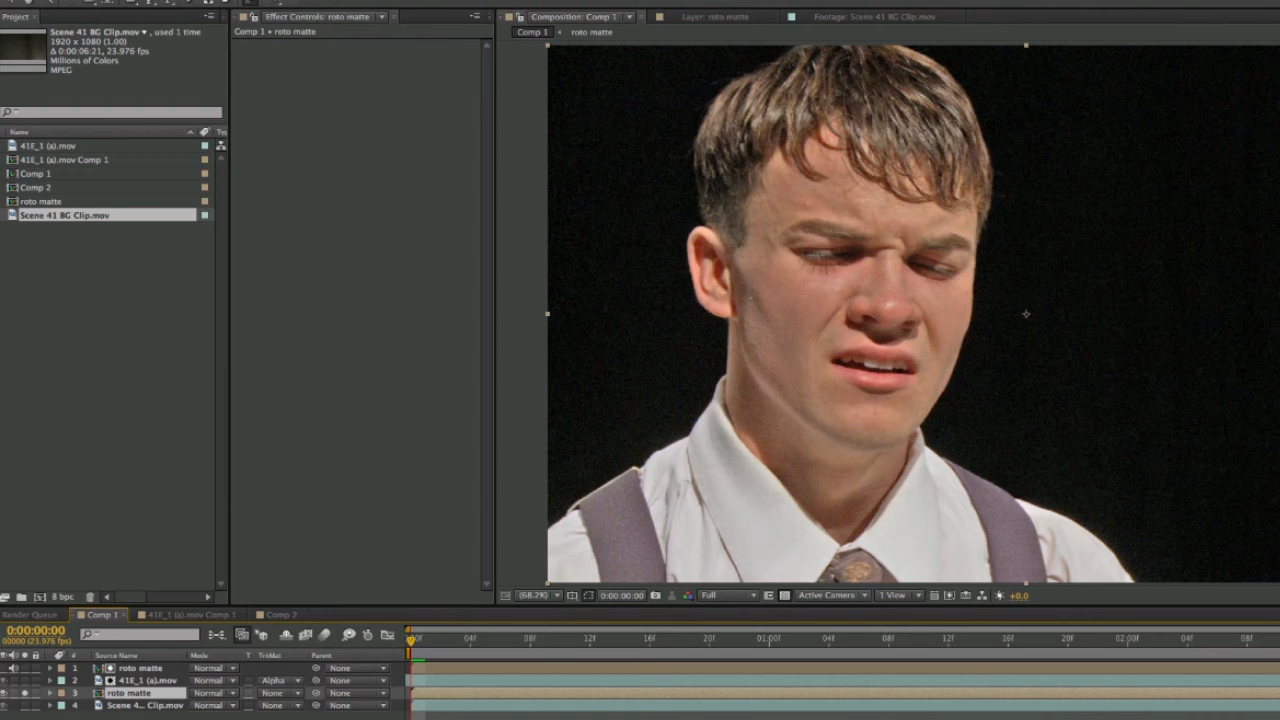 Project
Effect Controls: roto matte
Composition: Comp 1
Layer: roto matte
Footage: Scene 41 BG Clip.mov
Scene 41 BG Clip.mov ▾, used 1 time
1920 x 1080 (1.00)
Δ 0:00:06:21, 23.976 fps
Millions of Colors
MPEG
Comp 1 • roto matte
Comp 1
roto matte
Name
Typ
41E_1 (a).mov
41E_1 (a).mov Comp 1
Comp 1
Comp 2
roto matte
Scene 41 BG Clip.mov
8 bpc
(68.2%)
0:00:00:00
Full
Active Camera
1 View
+0.0
Render Queue
Comp 1
41E_1 (a).mov Comp 1
Comp 2
0:00:00:00
00000 (23.976 fps)
00f 04f 08f 12f 16f 20f 01:00f 04f 08f 12f 16f 20f 02:00f 04f 08f
# Source Name Mode T TrkMat Parent
1 roto matte Normal None
2 41E_1 (a).mov Normal Alpha None
3 roto matte Normal None None
4 Scene 4... Clip.mov Normal None None